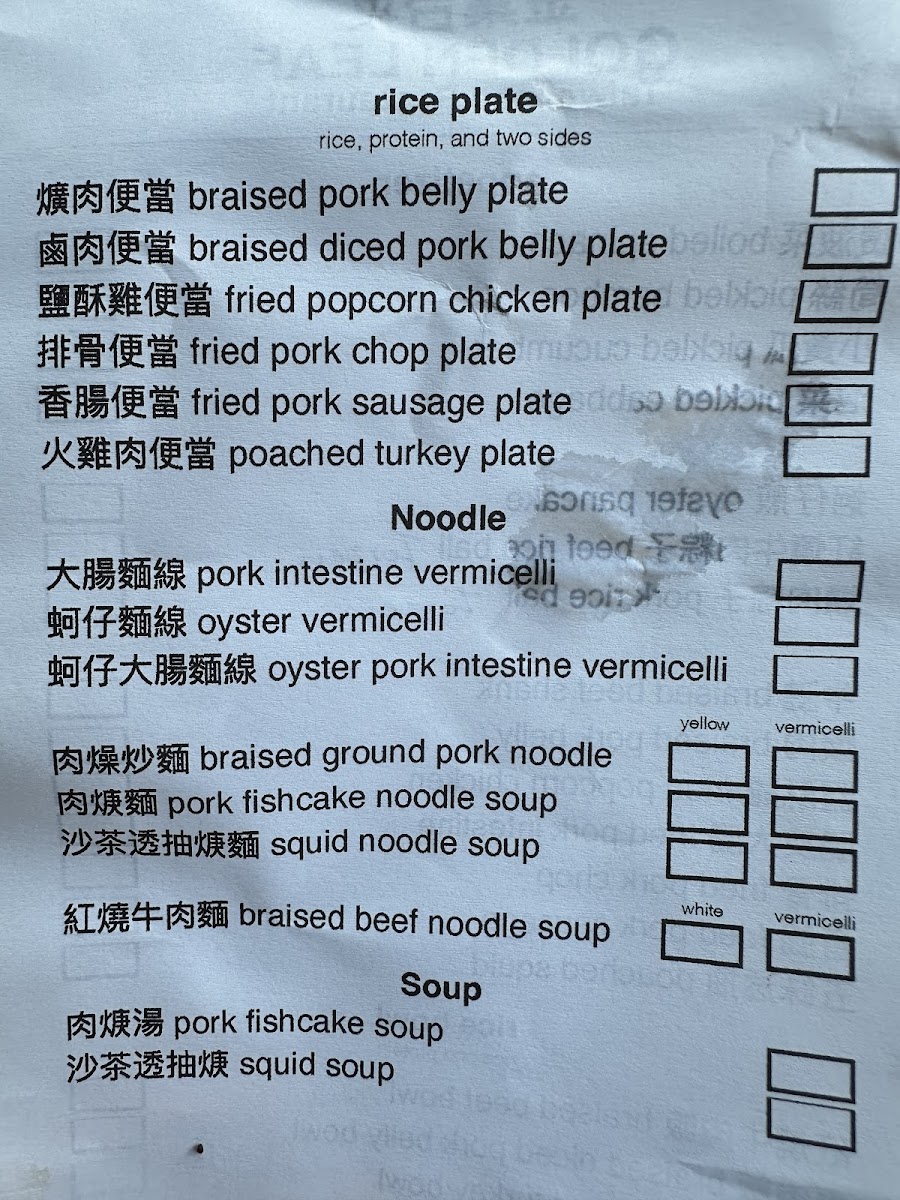 rice plate
rice, protein, and two sides
爌肉便當 braised pork belly plate
鹵肉便當 braised diced pork belly plate
鹽酥雞便當 fried popcorn chicken plate
排骨便當 fried pork chop plate
香腸便當 fried pork sausage plate
火雞肉便當 poached turkey plate
Noodle
大腸麵線 pork intestine vermicelli
蚵仔麵線 oyster vermicelli
蚵仔大腸麵線 oyster pork intestine vermicelli
yellow vermicelli
肉燥炒麵 braised ground pork noodle
肉焿麵 pork fishcake noodle soup
沙茶透抽焿麵 squid noodle soup
white vermicelli
紅燒牛肉麵 braised beef noodle soup
Soup
肉焿湯 pork fishcake soup
沙茶透抽焿 squid soup